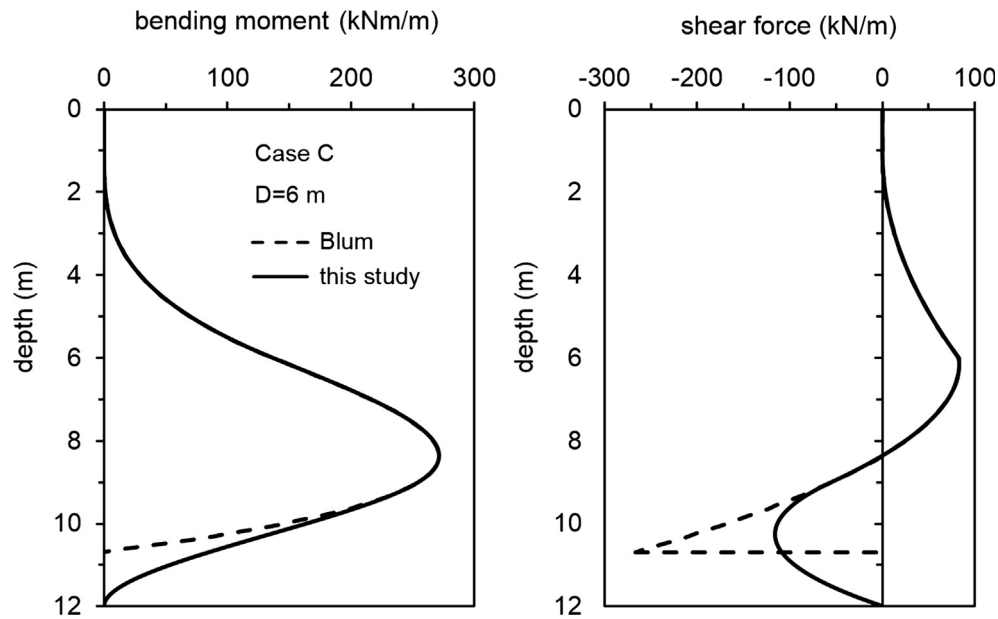 bending moment (kNm/m)
0 100 200 300
0
2
4
6
8
10
12
depth (m)
Case C
D=6 m
Blum
this study
shear force (kN/m)
-300 -200 -100 0 100
0
2
4
6
8
10
12
depth (m)